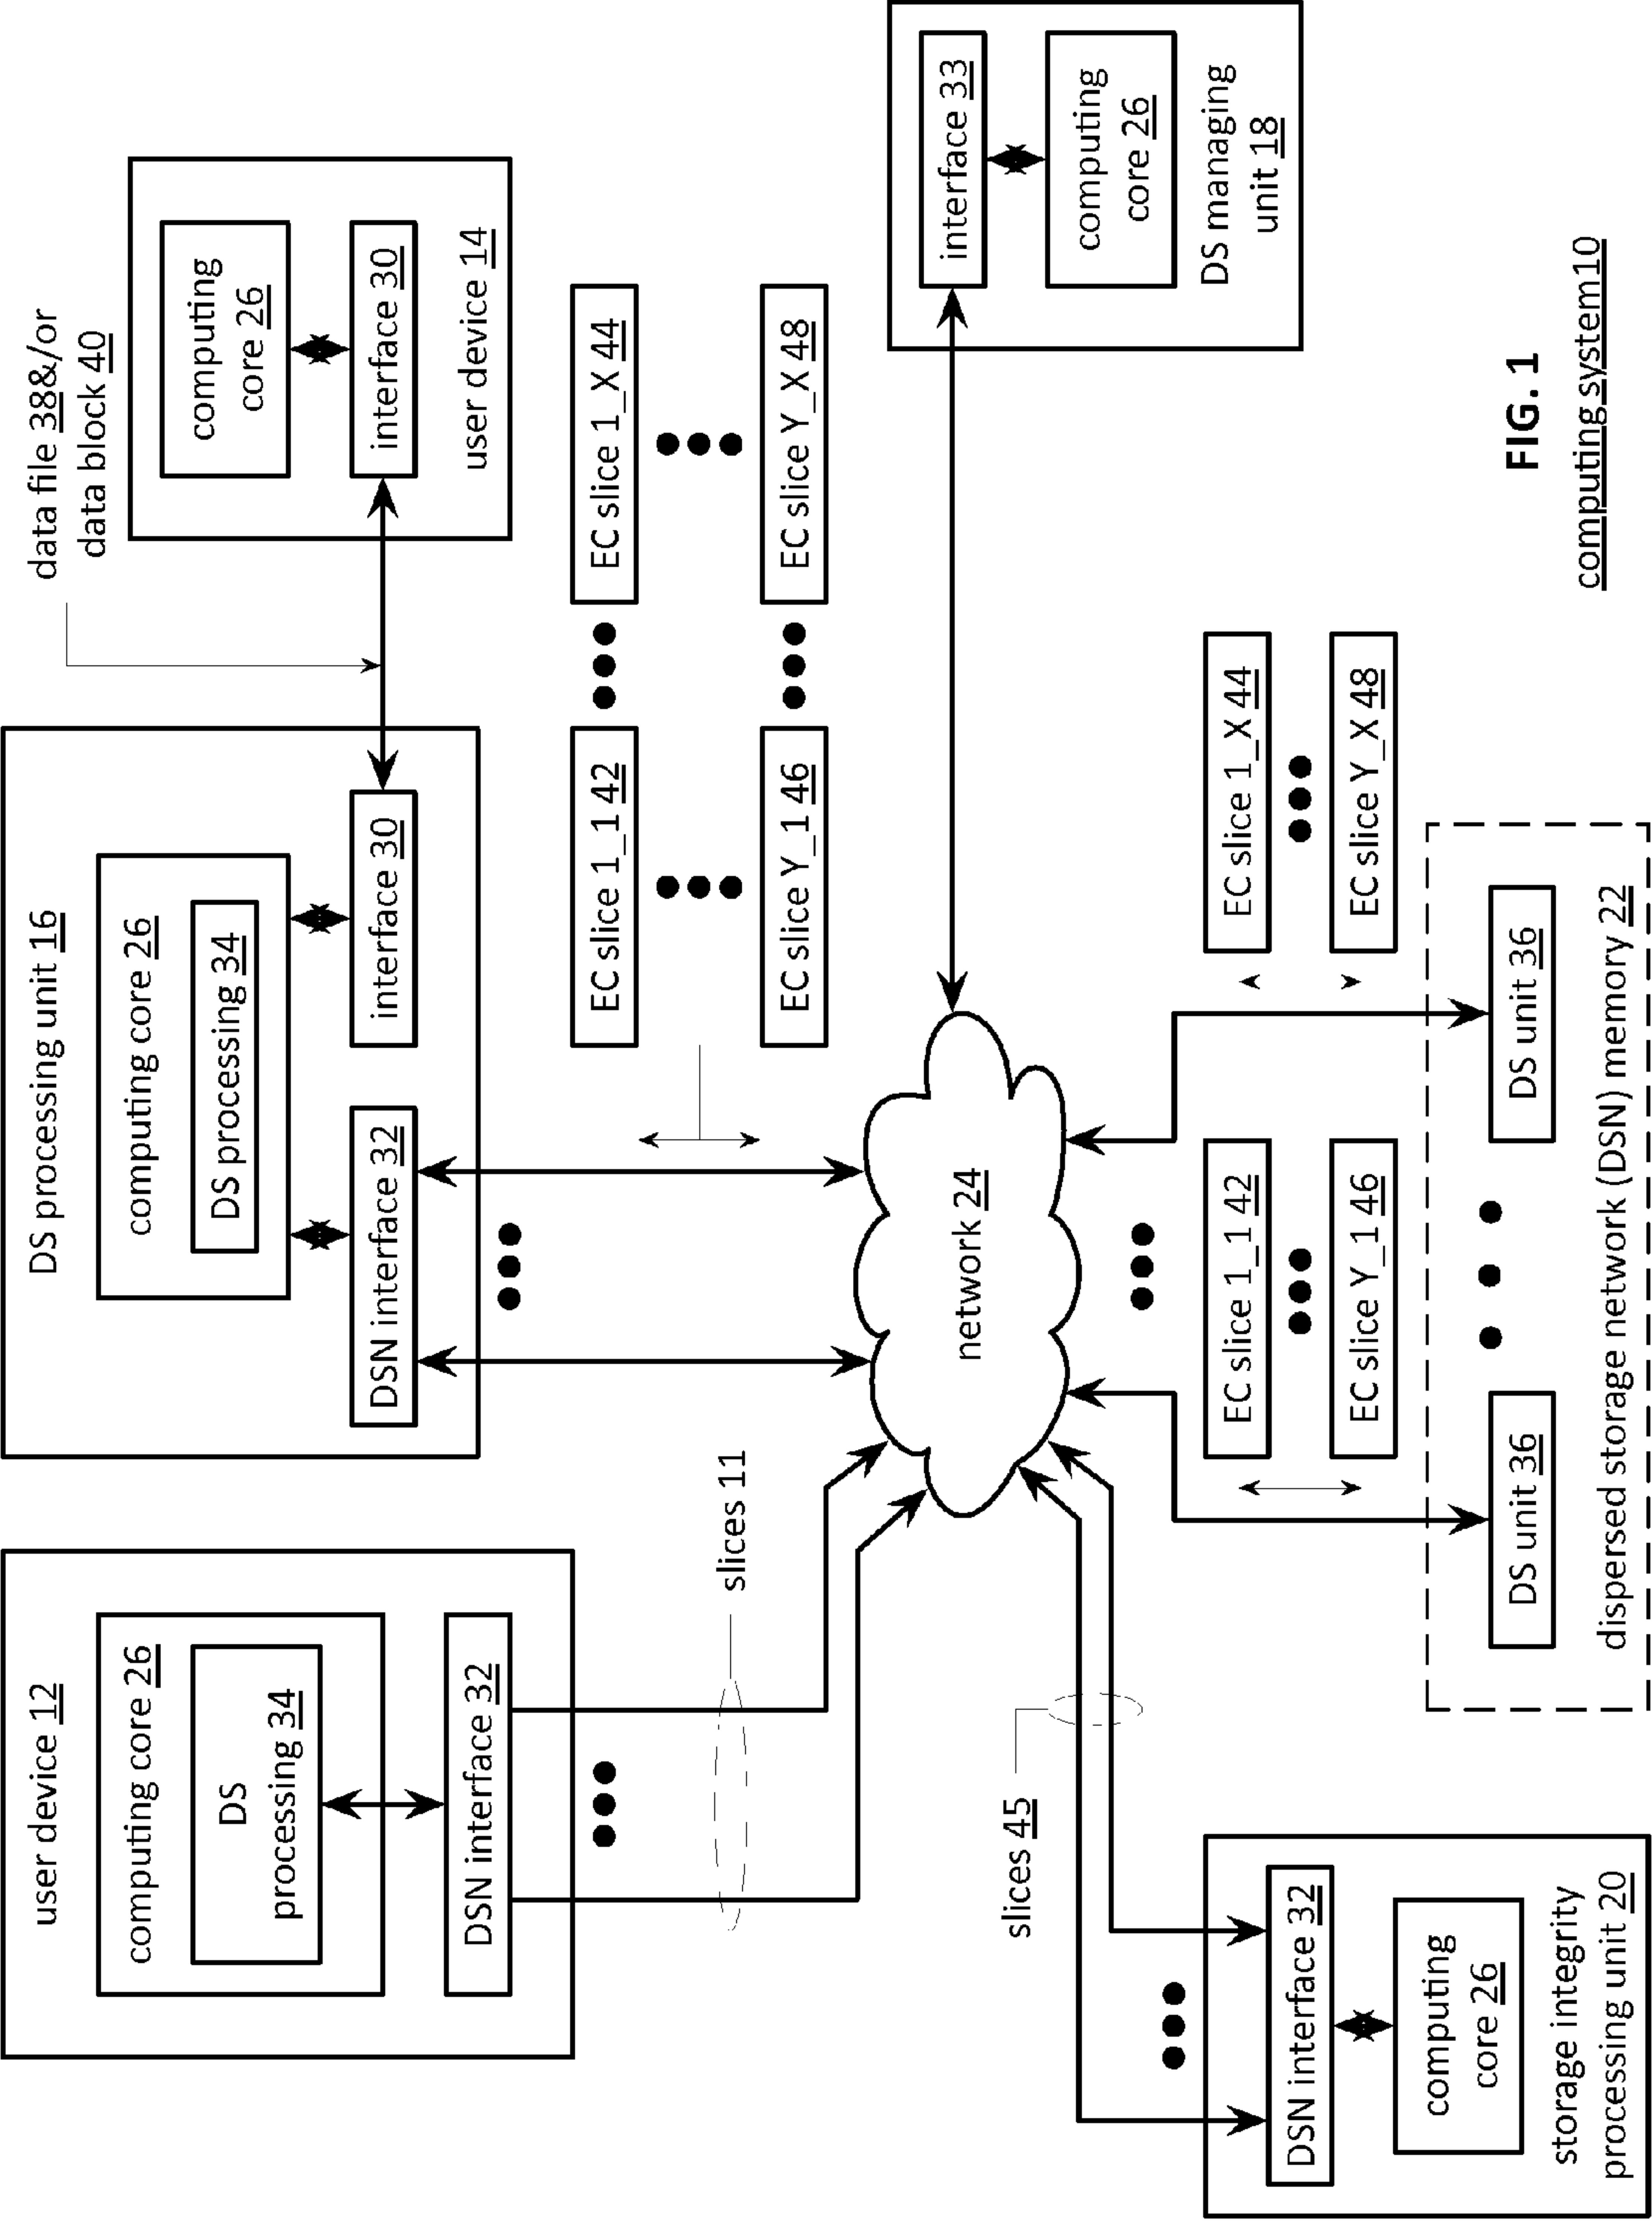 user device 12
computing core 26
DS
processing 34
DSN interface 32
slices 11
DS processing unit 16
computing core 26
DS processing 34
DSN interface 32
interface 30
data file 38&/or
data block 40
computing
core 26
interface 30
user device 14
EC slice 1_1 42
EC slice 1_X 44
EC slice Y_1 46
EC slice Y_X 48
network 24
interface 33
computing
core 26
DS managing
unit 18
slices 45
DSN interface 32
computing
core 26
storage integrity
processing unit 20
EC slice 1_1 42
EC slice 1_X 44
EC slice Y_1 46
EC slice Y_X 48
DS unit 36
DS unit 36
dispersed storage network (DSN) memory 22
FIG. 1
computing system10